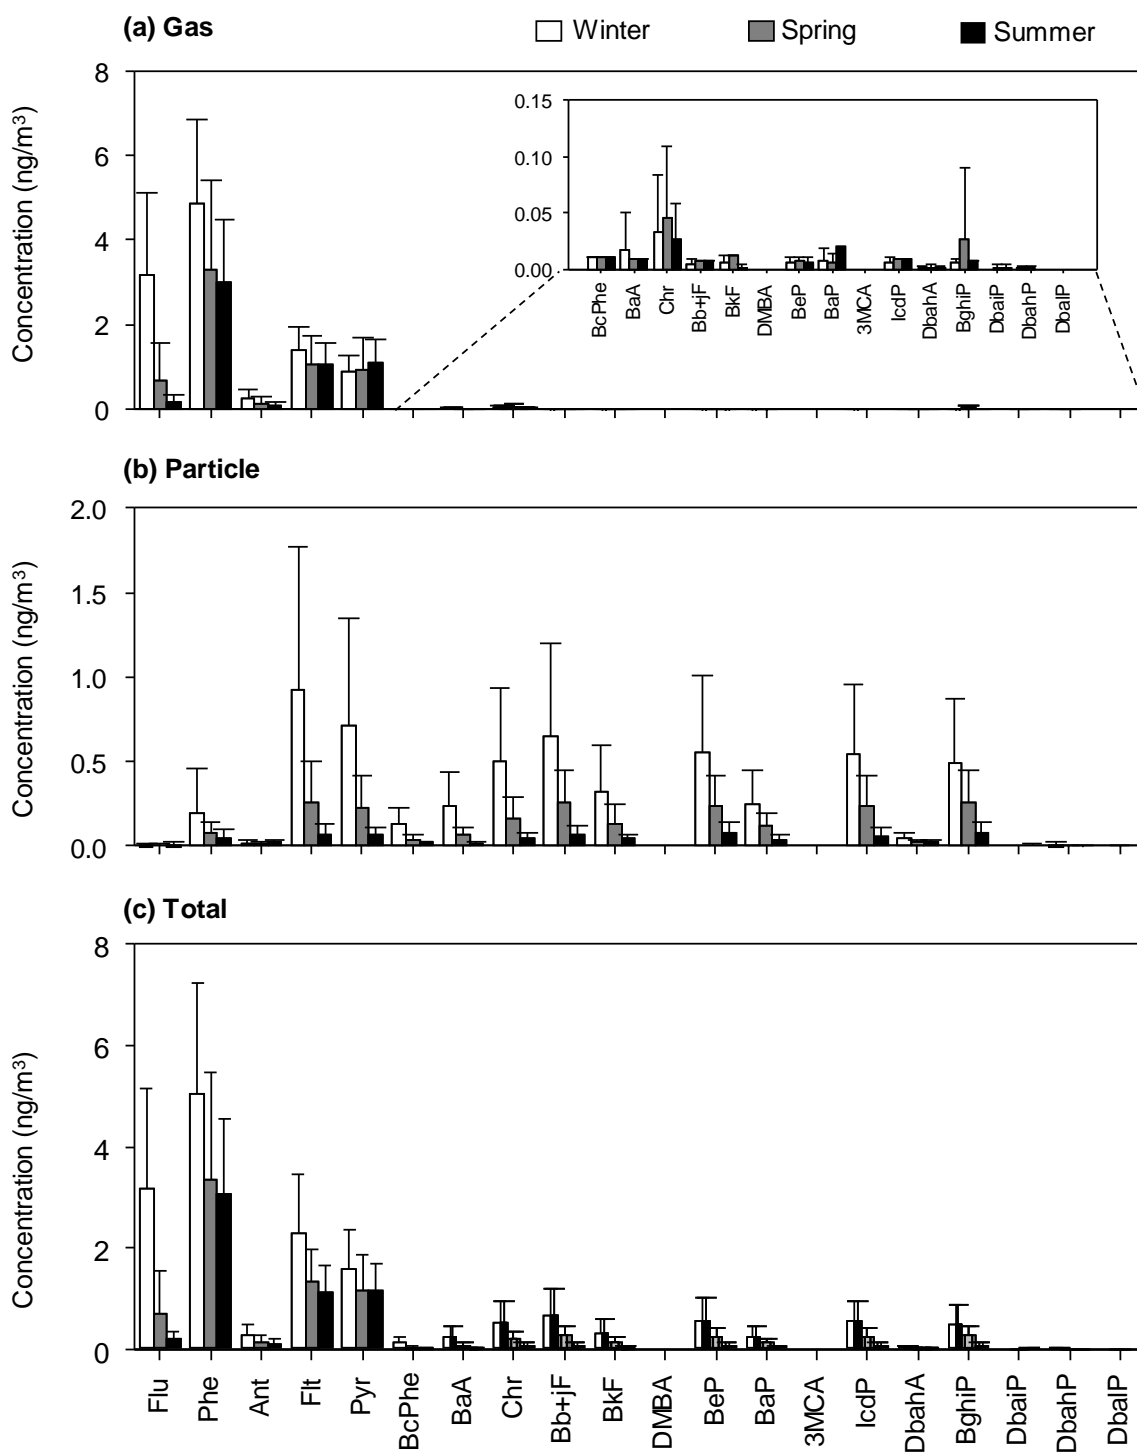 (a) Gas
Winter
Spring
Summer
Concentration (ng/m³)
8
6
4
2
0
0.15
0.10
0.05
0.00
BcPhe
BaA
Chr
Bb+jF
BkF
DMBA
BeP
BaP
3MCA
IcdP
DbahA
BghiP
DbaiP
DbahP
DbalP
(b) Particle
Concentration (ng/m³)
2.0
1.5
1.0
0.5
0.0
(c) Total
Concentration (ng/m³)
8
6
4
2
0
Flu
Phe
Ant
Flt
Pyr
BcPhe
BaA
Chr
Bb+jF
BkF
DMBA
BeP
BaP
3MCA
IcdP
DbahA
BghiP
DbaiP
DbahP
DbalP